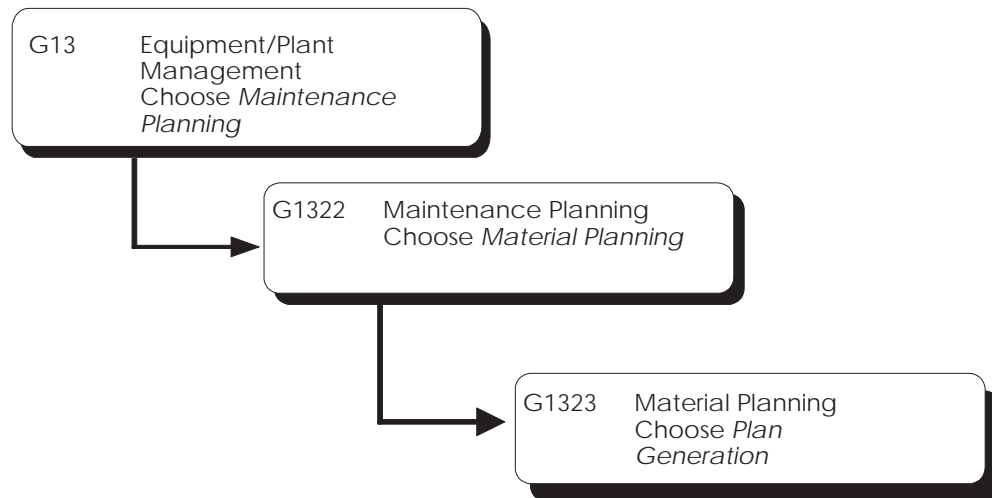 G13 Equipment/Plant
Management
Choose Maintenance
Planning
G1322 Maintenance Planning
Choose Material Planning
G1323 Material Planning
Choose Plan
Generation